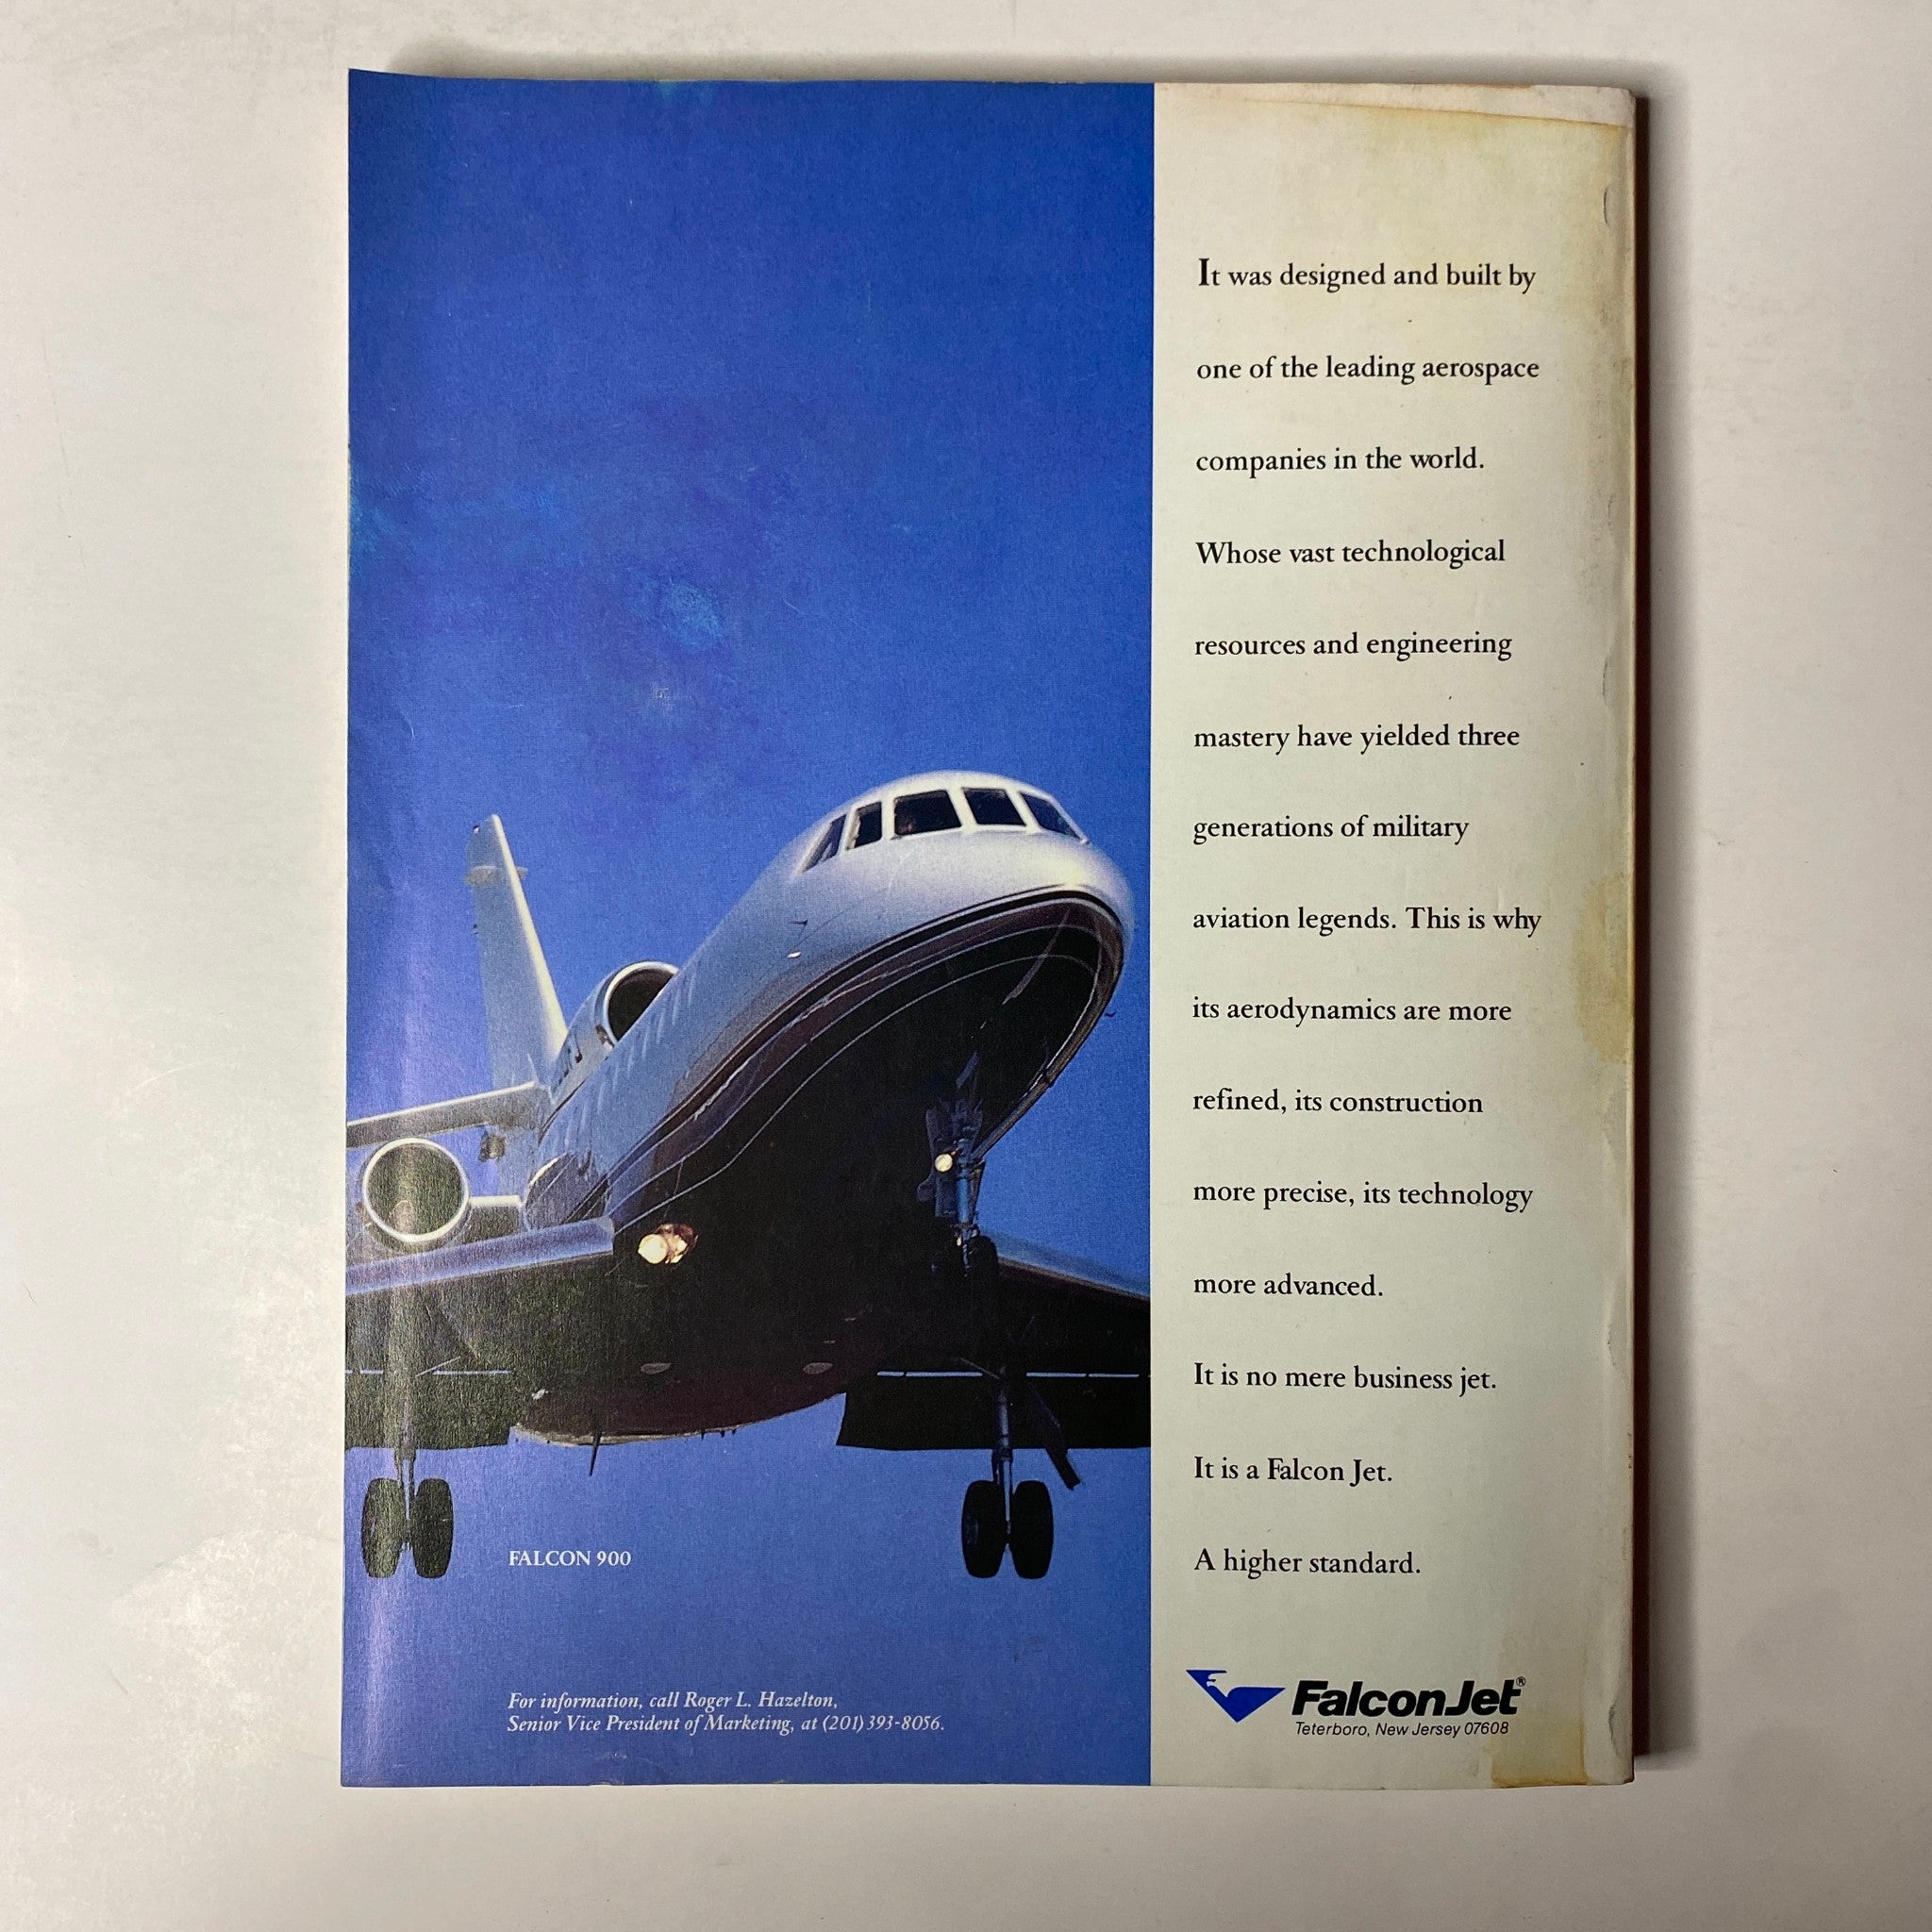 It was designed and built by
one of the leading aerospace
companies in the world.
Whose vast technological
resources and engineering
mastery have yielded three
generations of military
aviation legends. This is why
its aerodynamics are more
refined, its construction
more precise, its technology
more advanced.
It is no mere business jet.
It is a Falcon Jet.
A higher standard.
FALCON 900
For information, call Roger L. Hazelton,
Senior Vice President of Marketing, at (201) 393-8056.
Falcon Jet®
Teterboro, New Jersey 07608